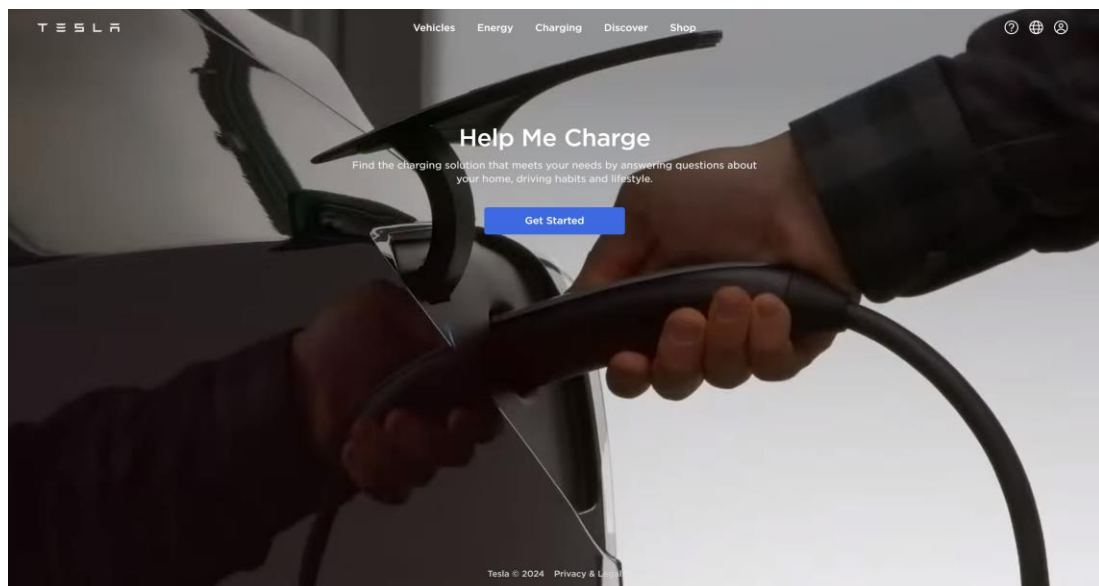 TESLA
Vehicles Energy Charging Discover Shop
Help Me Charge
Find the charging solution that meets your needs by answering questions about
your home, driving habits and lifestyle.
Get Started
Tesla © 2024 Privacy & Legal